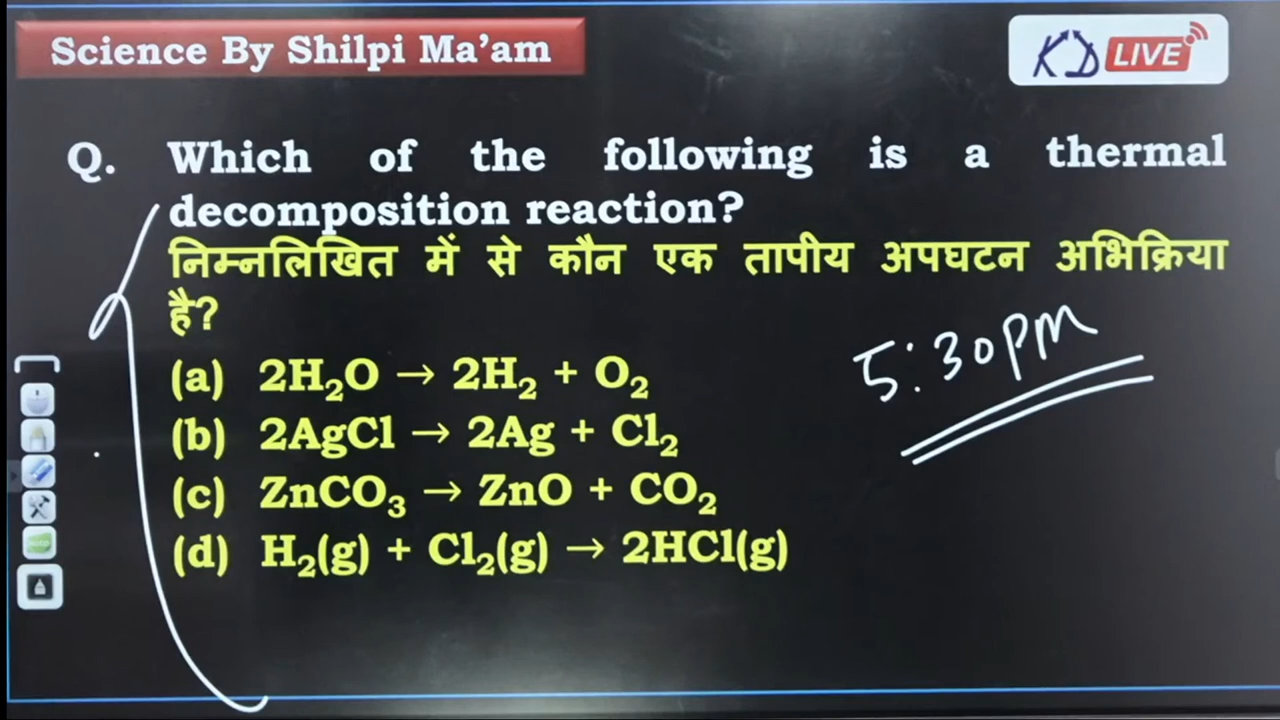 Science By Shilpi Ma'am
KD LIVE
Q. Which of the following is a thermal
decomposition reaction?
निम्नलिखित में से कौन एक तापीय अपघटन अभिक्रिया
है?
5:30PM
(a) 2H₂O → 2H₂ + O₂
(b) 2AgCl → 2Ag + Cl₂
(c) ZnCO₃ → ZnO + CO₂
(d) H₂(g) + Cl₂(g) → 2HCl(g)